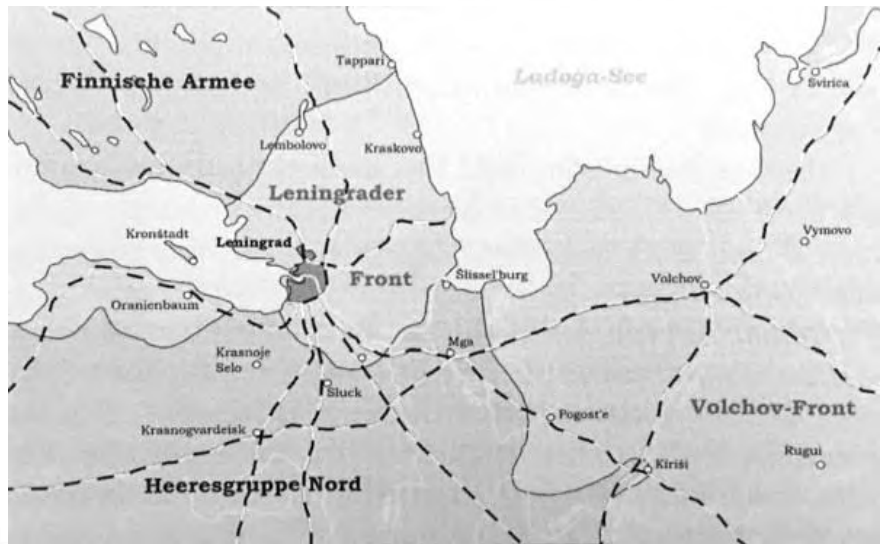 Tappari
Ladoga-See
Svirica
Finnische Armee
Lembolovo
Kraskovo
Leningrader
Kronštadt
Leningrad
Vymovo
Front
Šlissel'burg
Volchov
Oranienbaum
Mga
Krasnoje
Selo
Sluck
Pogost'e
Volchov-Front
Krasnogvardeisk
Kiriši
Rugui
Heeresgruppe Nord